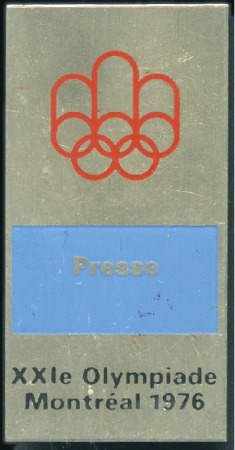 Presse
XXIe Olympiade
Montréal 1976